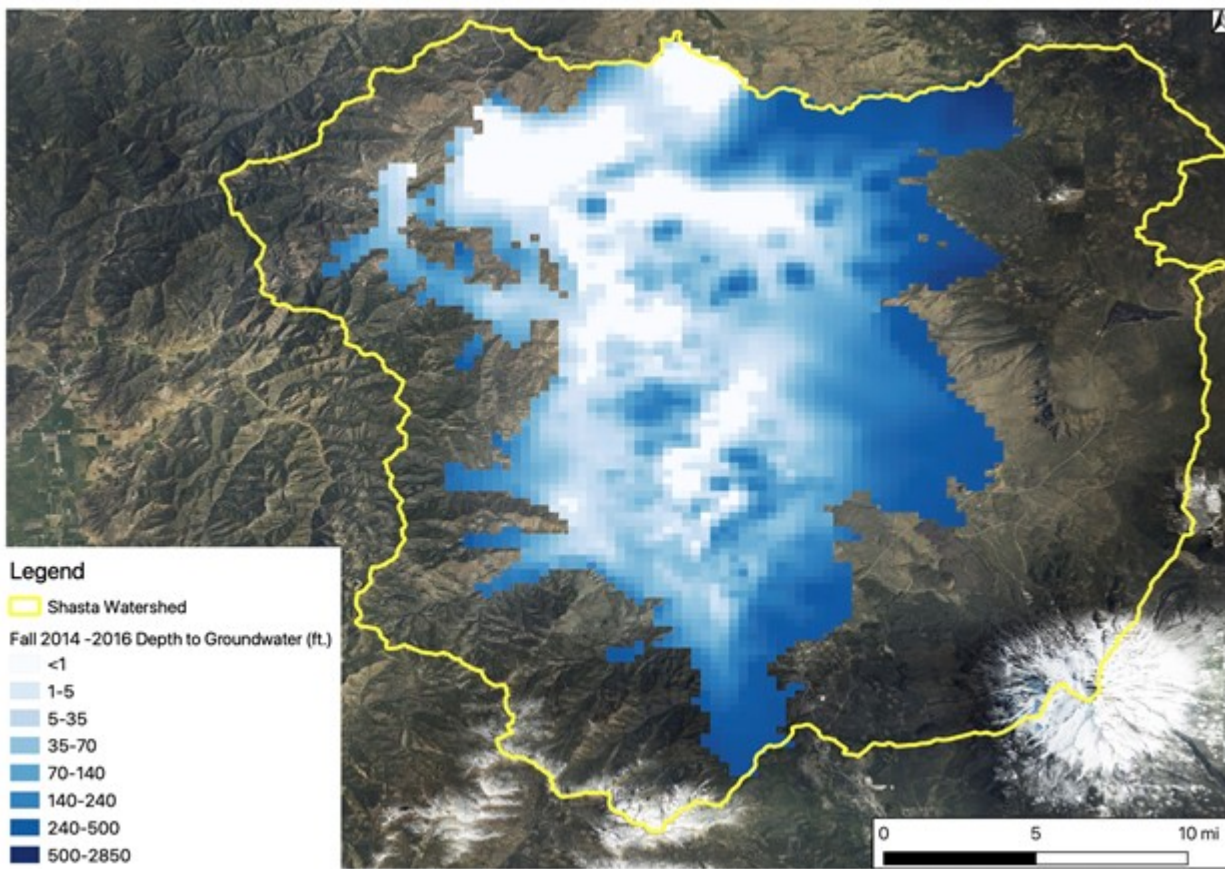 Legend
Shasta Watershed
Fall 2014 -2016 Depth to Groundwater (ft.)
<1
1-5
5-35
35-70
70-140
140-240
240-500
500-2850
0 5 10 mi